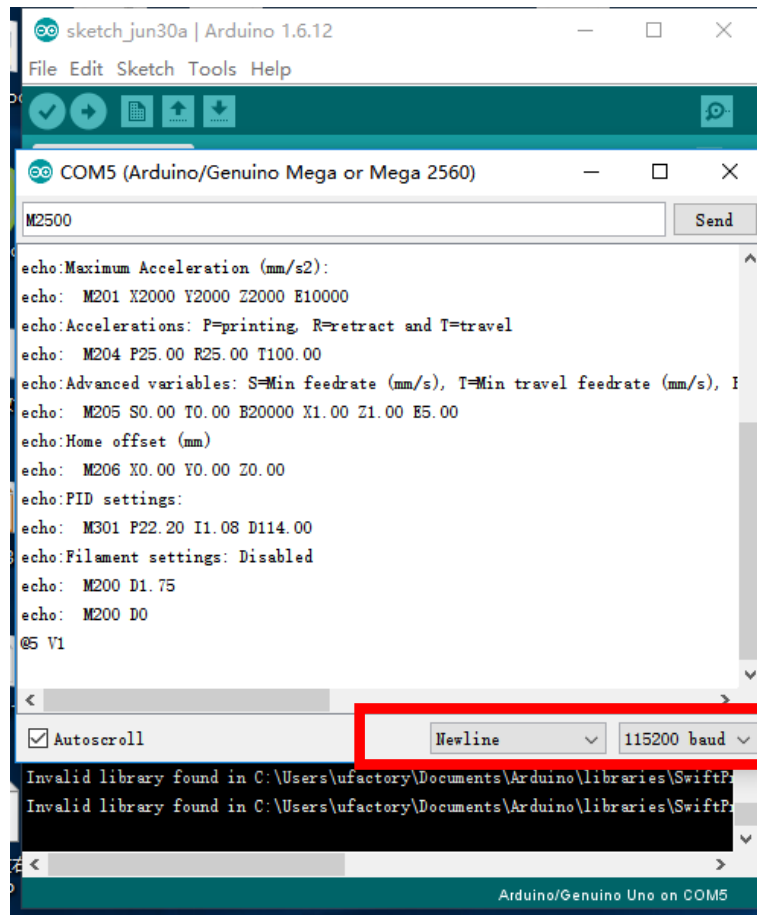 sketch_jun30a | Arduino 1.6.12
File Edit Sketch Tools Help
COM5 (Arduino/Genuino Mega or Mega 2560)
M2500
Send
echo:Maximum Acceleration (mm/s2):
echo:  M201 X2000 Y2000 Z2000 E10000
echo:Accelerations: P=printing, R=retract and T=travel
echo:  M204 P25.00 R25.00 T100.00
echo:Advanced variables: S=Min feedrate (mm/s), T=Min travel feedrate (mm/s),
echo:  M205 S0.00 T0.00 B20000 X1.00 Z1.00 E5.00
echo:Home offset (mm)
echo:  M206 X0.00 Y0.00 Z0.00
echo:PID settings:
echo:  M301 P22.20 I1.08 D114.00
echo:Filament settings: Disabled
echo:  M200 D1.75
echo:  M200 D0
@5 V1
Autoscroll
Newline
115200 baud
Invalid library found in C:\Users\ufactory\Documents\Arduino\libraries\SwiftP
Invalid library found in C:\Users\ufactory\Documents\Arduino\libraries\SwiftP
Arduino/Genuino Uno on COM5